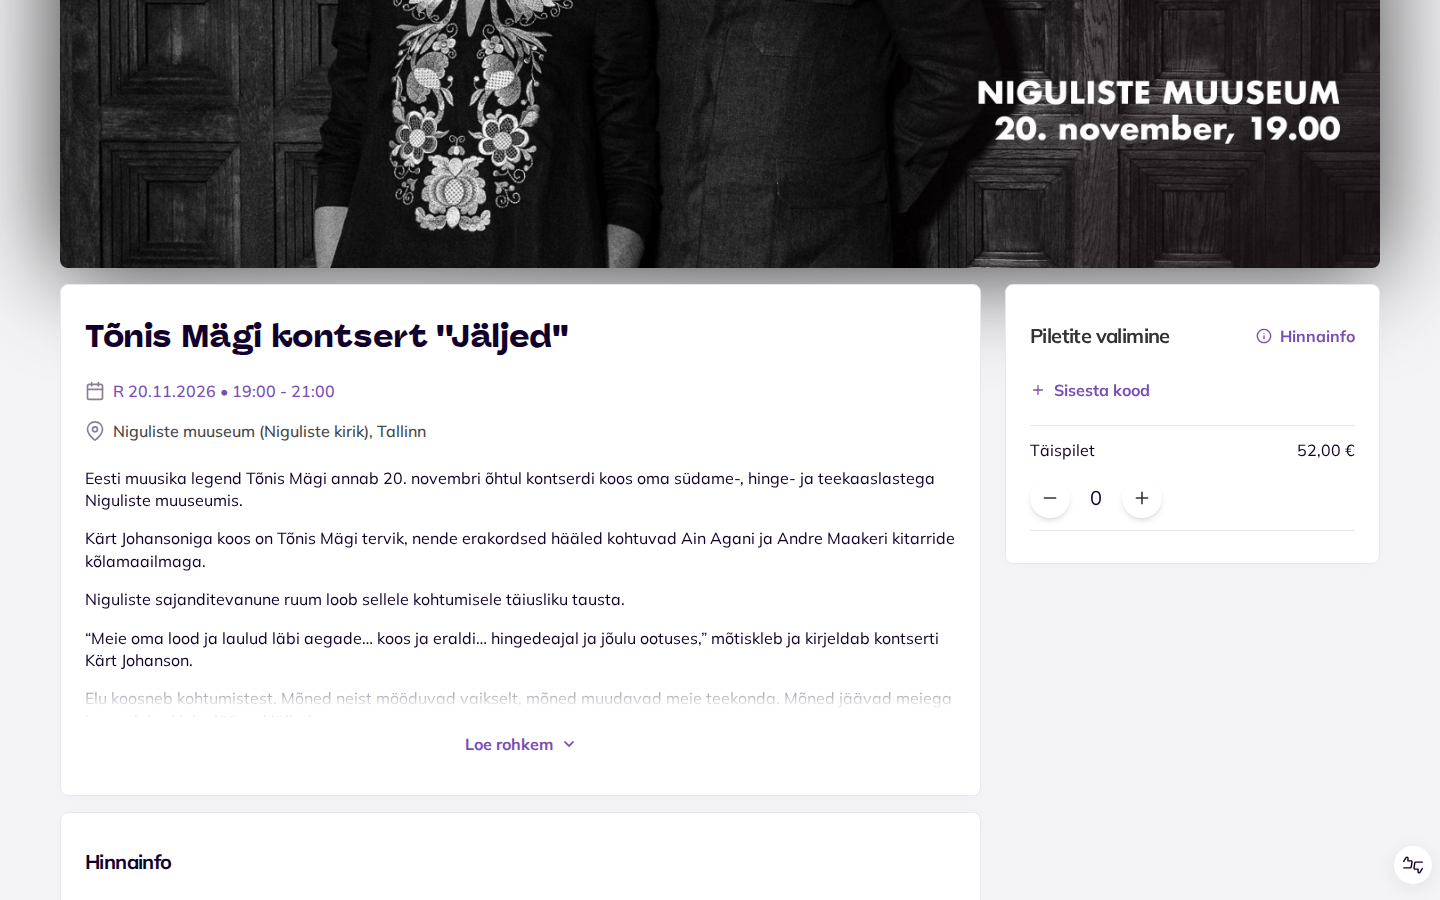 NIGULISTE MUUSEUM
20. november, 19.00
Tõnis Mägi kontsert "Jäljed"
R 20.11.2026 • 19:00 - 21:00
Niguliste muuseum (Niguliste kirik), Tallinn
Eesti muusika legend Tõnis Mägi annab 20. novembri õhtul kontserdi koos oma südame-, hinge- ja teekaaslastega
Niguliste muuseumis.
Kärt Johansoniga koos on Tõnis Mägi tervik, nende erakordsed hääled kohtuvad Ain Agani ja Andre Maakeri kitarride
kõlamaailmaga.
Niguliste sajanditevanune ruum loob sellele kohtumisele täiusliku tausta.
“Meie oma lood ja laulud läbi aegade... koos ja eraldi... hingedeajal ja jõulu ootuses,” mõtiskleb ja kirjeldab kontserti
Kärt Johanson.
Elu koosneb kohtumistest. Mõned neist mööduvad vaikselt, mõned muudavad meie teekonda. Mõned jäävad meiega
Loe rohkem
Hinnainfo
Piletite valimine
Hinnainfo
+ Sisesta kood
Täispilet 52,00 €
− 0 +